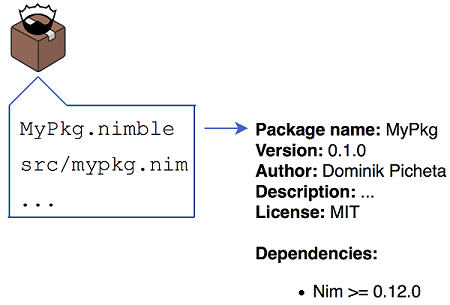 MyPkg.nimble
src/mypkg.nim
...
Package name: MyPkg
Version: 0.1.0
Author: Dominik Picheta
Description: ...
License: MIT
Dependencies:
• Nim >= 0.12.0